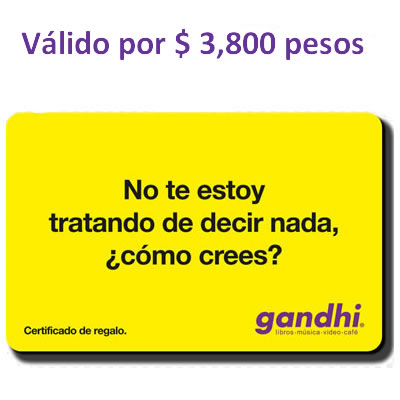 Válido por $ 3,800 pesos
No te estoy
tratando de decir nada,
¿cómo crees?
Certificado de regalo.
gandhi®
libros•música•video•café